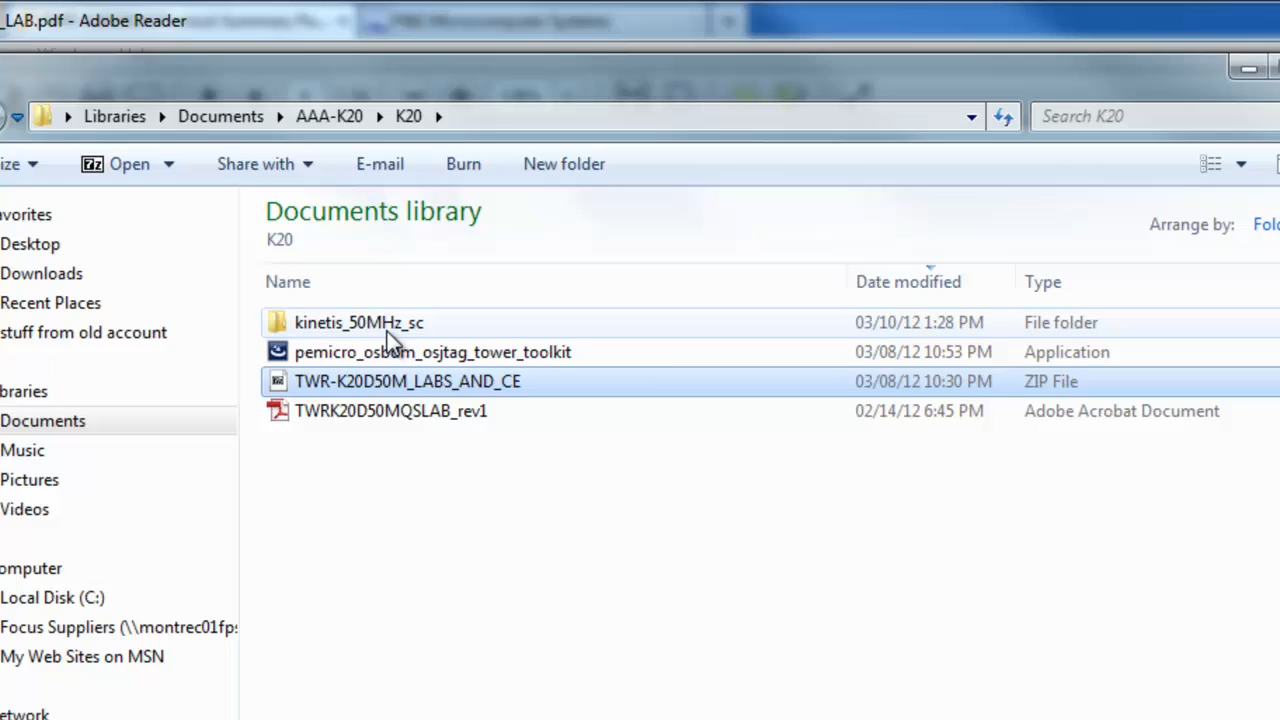 _LAB.pdf - Adobe Reader
Libraries Documents AAA-K20 K20
Search K20
ize Open Share with E-mail Burn New folder
Documents library
K20
Arrange by: Fol
Name Date modified Type
kinetis_50MHz_sc 03/10/12 1:28 PM File folder
pemicro_osbdm_osjtag_tower_toolkit 03/08/12 10:53 PM Application
TWR-K20D50M_LABS_AND_CE 03/08/12 10:30 PM ZIP File
TWRK20D50MQSLAB_rev1 02/14/12 6:45 PM Adobe Acrobat Document
avorites
Desktop
Downloads
Recent Places
stuff from old account
braries
Documents
Music
Pictures
Videos
omputer
Local Disk (C:)
Focus Suppliers (\\montrec01fps
My Web Sites on MSN
etwork